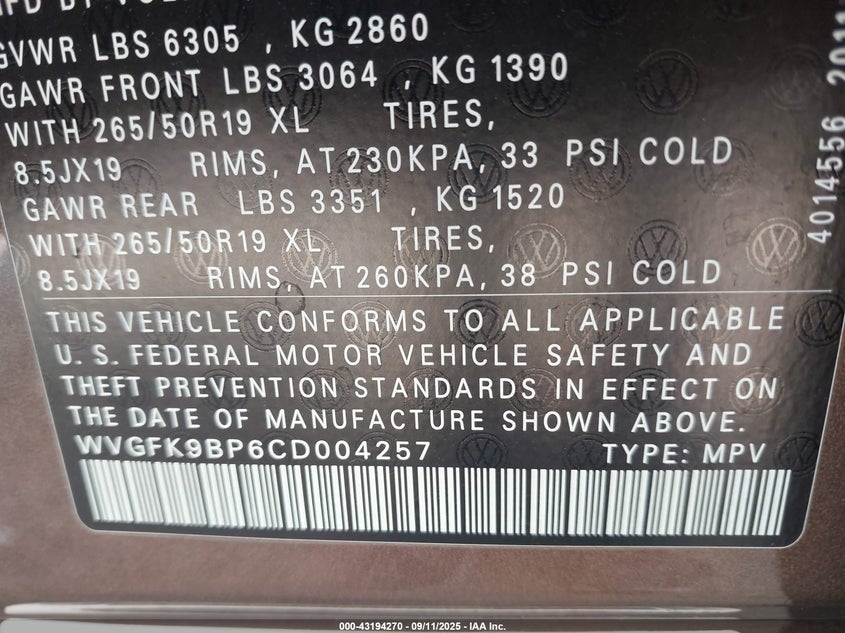 MFD BY
GVWR LBS 6305 , KG 2860
GAWR FRONT LBS 3064 , KG 1390
WITH 265/50R19 XL TIRES,
8.5JX19 RIMS, AT 230KPA, 33 PSI COLD
GAWR REAR LBS 3351 , KG 1520
WITH 265/50R19 XL TIRES,
8.5JX19 RIMS, AT 260KPA, 38 PSI COLD
THIS VEHICLE CONFORMS TO ALL APPLICABLE
U. S. FEDERAL MOTOR VEHICLE SAFETY AND
THEFT PREVENTION STANDARDS IN EFFECT ON
THE DATE OF MANUFACTURE SHOWN ABOVE.
WVGFK9BP6CD004257 TYPE: MPV
4014556 2011
000-43194270 - 09/11/2025 - IAA Inc.